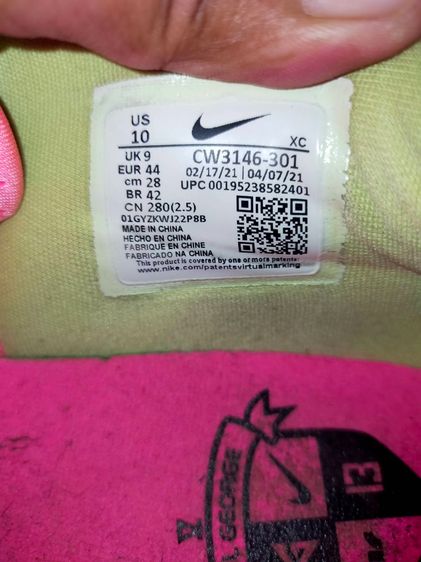 US
10
XC
UK 9
EUR 44
cm 28
BR 42
CN 280(2.5)
CW3146-301
02/17/21 | 04/07/21
UPC 00195238582401
01GYZKWJ22P8B
MADE IN CHINA
HECHO EN CHINA
FABRIQUÉ EN CHINE
FABRICADO NA CHINA
This product is covered by one or more patents:
www.nike.com/patentsvirtualmarking
GEORGE
13